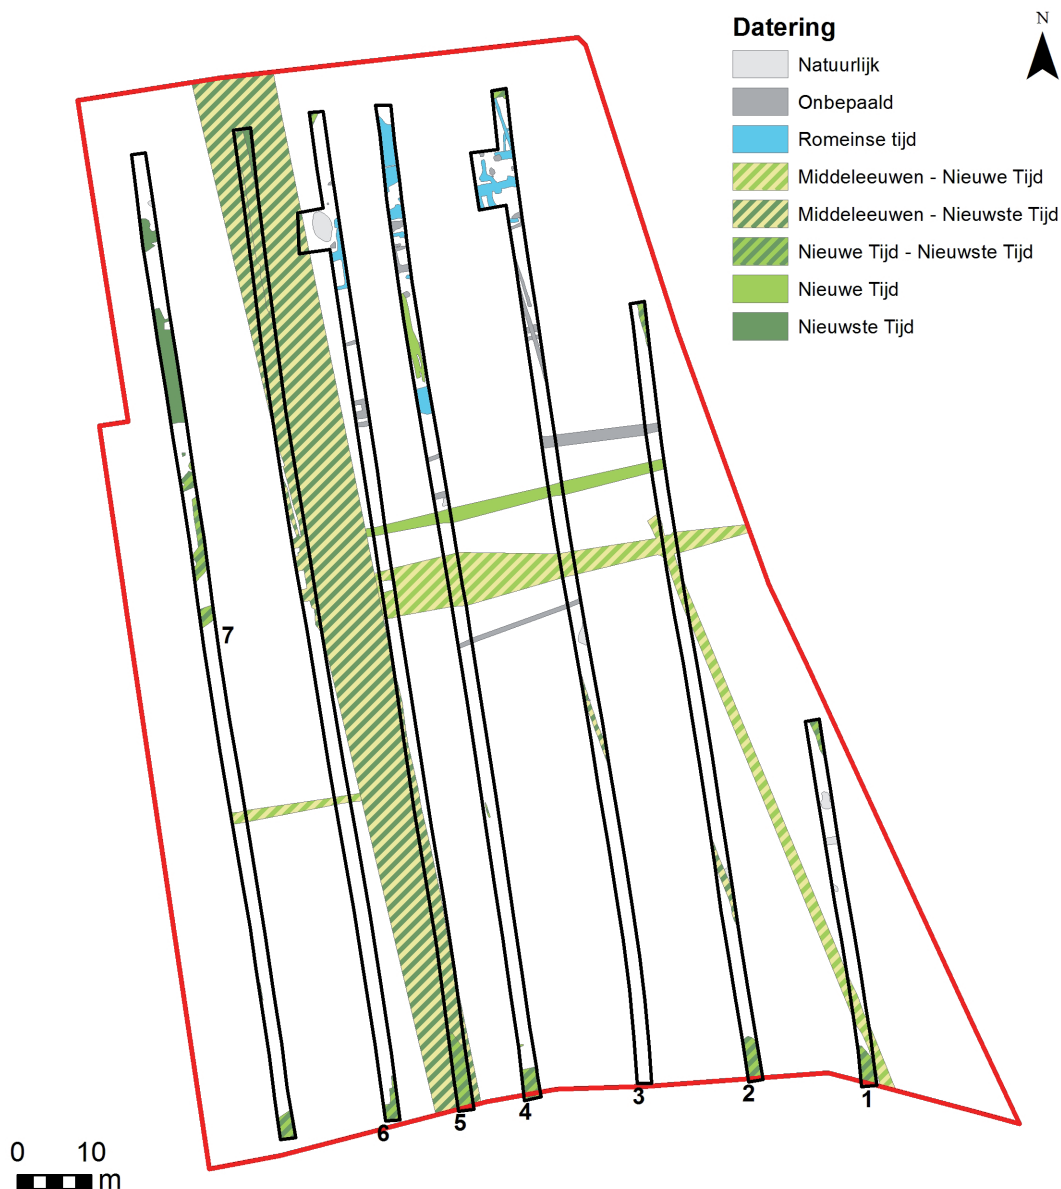 Datering
N
Natuurlijk
Onbepaald
Romeinse tijd
Middeleeuwen - Nieuwe Tijd
Middeleeuwen - Nieuwste Tijd
Nieuwe Tijd - Nieuwste Tijd
Nieuwe Tijd
Nieuwste Tijd
7
6
5
4
3
2
1
0 10
m